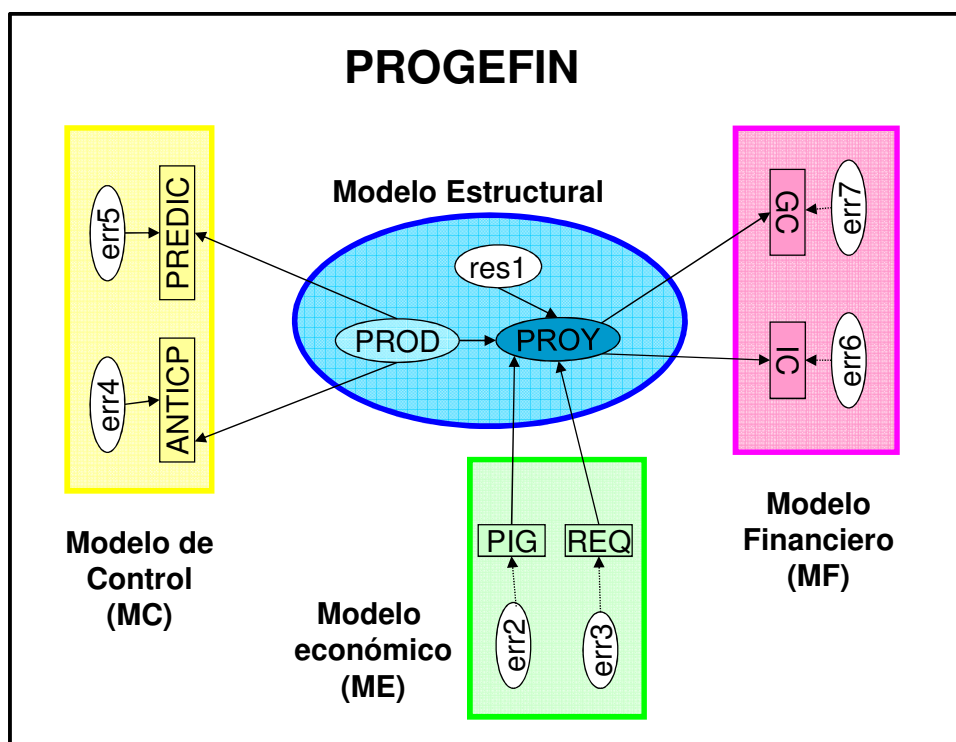 PROGEFIN
Modelo Estructural
err5
PREDIC
err4
ANTICP
Modelo de
Control
(MC)
res1
PROD
PROY
GC
err7
IC
err6
Modelo
Financiero
(MF)
PIG
REQ
err2
err3
Modelo
económico
(ME)